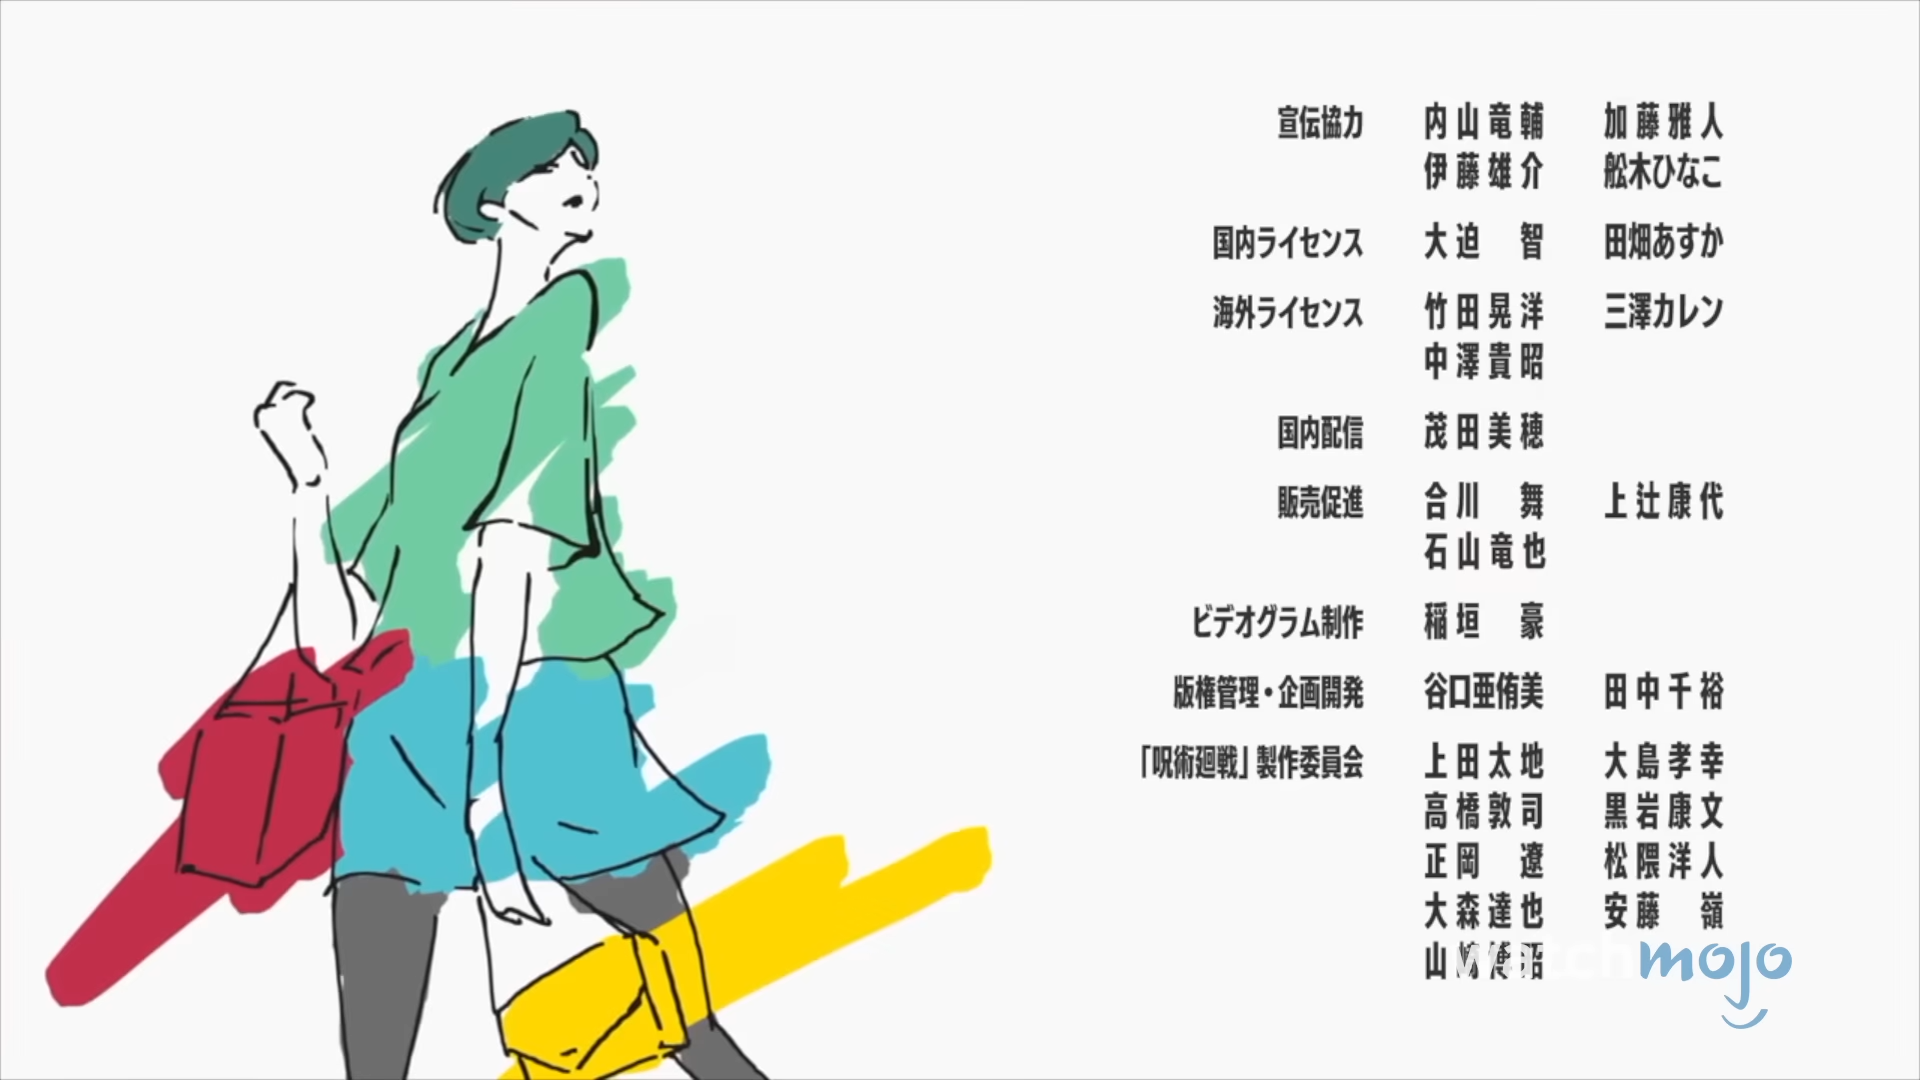 宣伝協力 内山竜輔 加藤雅人
伊藤雄介 舩木ひなこ
国内ライセンス 大迫 智 田畑あすか
海外ライセンス 竹田晃洋 三澤カレン
中澤貴昭
国内配信 茂田美穂
販売促進 合川 舞 上辻康代
石山竜也
ビデオグラム制作 稲垣 豪
版権管理・企画開発 谷口亜侑美 田中千裕
「呪術廻戦」製作委員会 上田太地 大島孝幸
高橋敦司 黒岩康文
正岡 遼 松隈洋人
大森達也 安藤 嶺
watchmojo